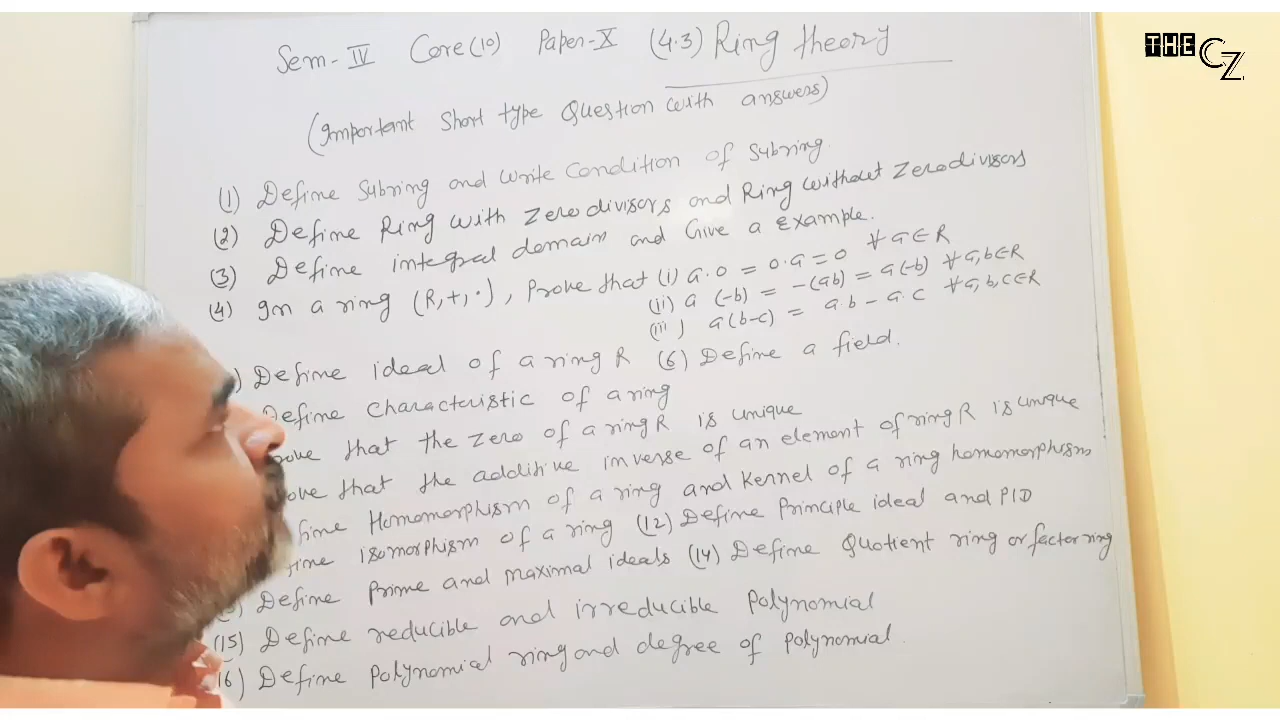 THE CZ
Sem-IV Core(10) Paper-X (4.3) Ring theory
(Important Short type Question with answers)
(1) Define Subring and write Condition of Subring.
(2) Define Ring with Zerodivisors and Ring without Zerodivisors
(3) Define integral domain and Give a Example.
(4) In a ring (R,+,·), Prove that (i) a·0 = 0·a = 0 ∀ a∈R
(ii) a (-b) = -(ab) = a(-b) ∀ a,b∈R
(iii) a(b-c) = a·b - a·c ∀ a,b,c∈R
) Define ideal of a ring R (6) Define a field.
Define Characteristic of a ring
ove that the Zero of a ring R is unique
ove that the additive inverse of an element of ring R is unique
fine Homomorphism of a ring and Kernel of a ring homomorphism
fine Isomorphism of a ring (12) Define Principle ideal and PID
) Define Prime and Maximal ideals (14) Define Quotient ring or factor ring
(15) Define reducible and irreducible Polynomial
16) Define Polynomial ring and degree of Polynomial.